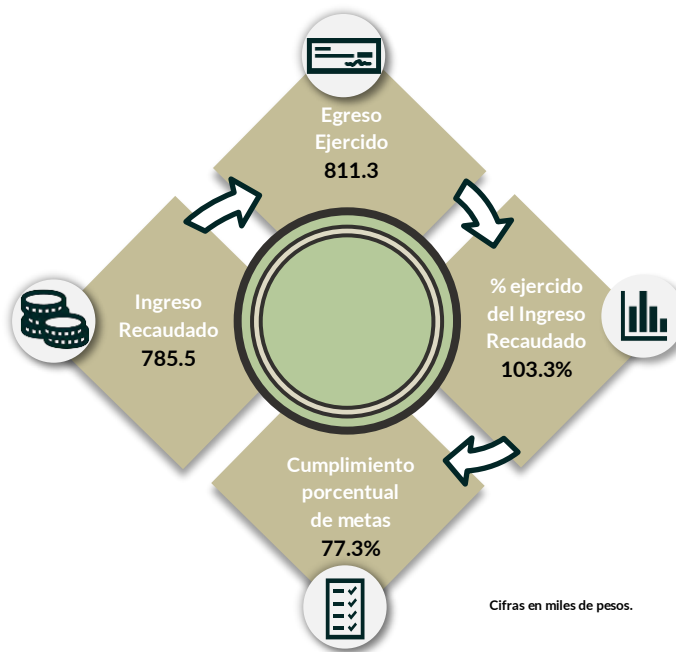 Egreso
Ejercido
811.3
Ingreso
Recaudado
785.5
% ejercido
del Ingreso
Recaudado
103.3%
Cumplimiento
porcentual
de metas
77.3%
Cifras en miles de pesos.